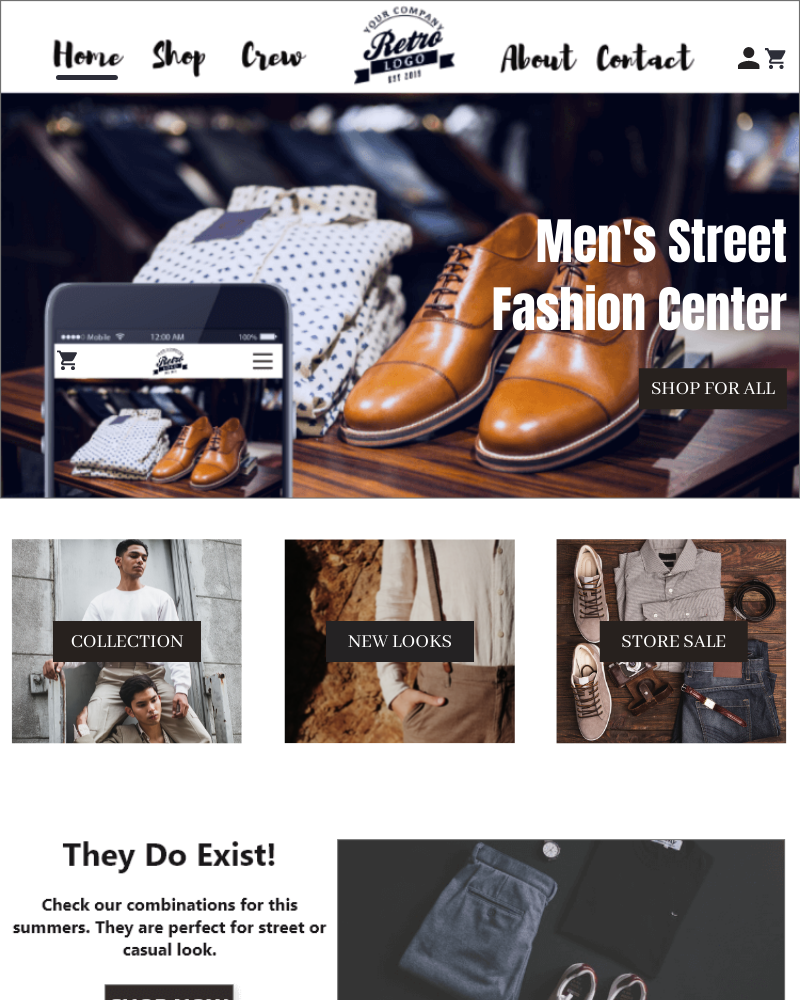 Home Shop Crew
YOUR COMPANY
Retro
LOGO
EST 2019
About Contact
Men's Street
Fashion Center
SHOP FOR ALL
Mobile 12:00 AM 100%
Retro
COLLECTION
NEW LOOKS
STORE SALE
They Do Exist!
Check our combinations for this
summers. They are perfect for street or
casual look.
SHOP NOW